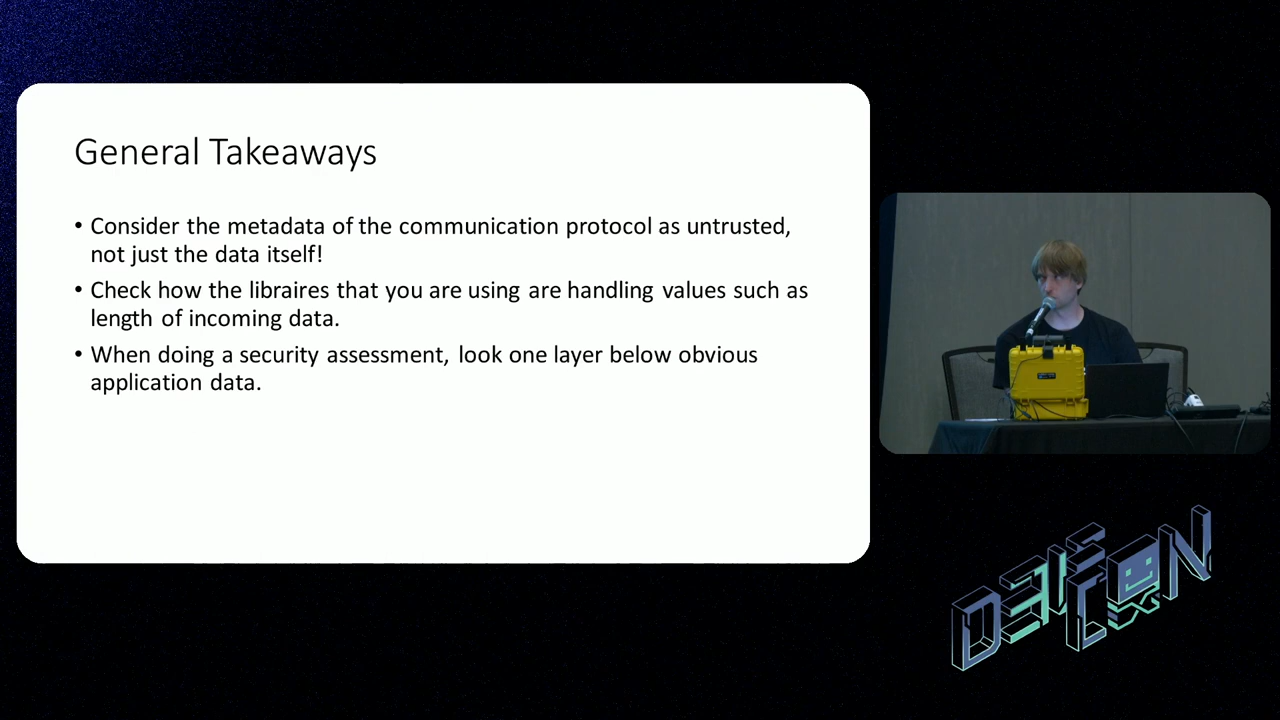 General Takeaways
• Consider the metadata of the communication protocol as untrusted,
not just the data itself!
• Check how the libraires that you are using are handling values such as
length of incoming data.
• When doing a security assessment, look one layer below obvious
application data.
DEF
CON